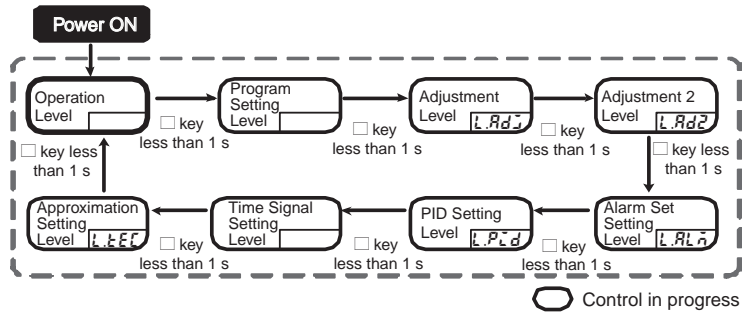 Power ON
Operation
Level
Program
Setting
Level
Adjustment
Level L.Adj
Adjustment 2
Level L.Ad2
□ key
less than 1 s
□ key
less than 1 s
□ key
less than 1 s
□ key less
than 1 s
□ key less
than 1 s
Approximation
Setting
Level L.tEC
Time Signal
Setting
Level
PID Setting
Level L.Pid
Alarm Set
Setting
Level L.ALm
□ key
less than 1 s
□ key
less than 1 s
□ key
less than 1 s
Control in progress